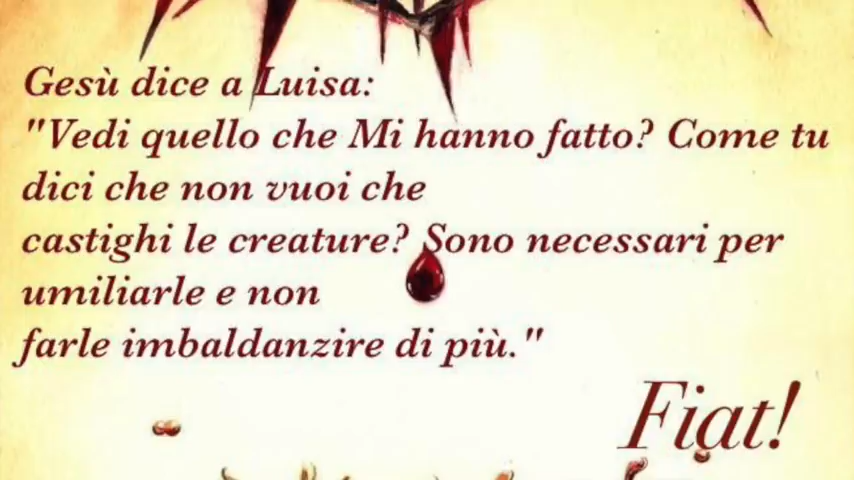 Gesù dice a Luisa:
"Vedi quello che Mi hanno fatto? Come tu
dici che non vuoi che
castighi le creature? Sono necessari per
umiliarle e non
farle imbaldanzire di più."
Fiat!